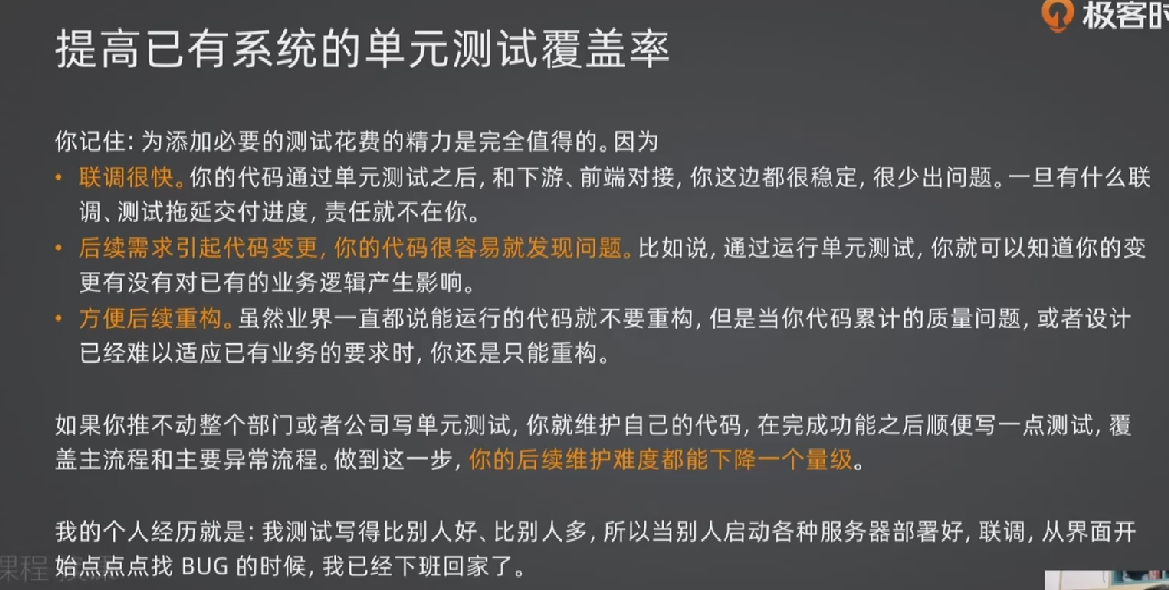 极客时
提高已有系统的单元测试覆盖率
你记住：为添加必要的测试花费的精力是完全值得的。因为
• 联调很快。你的代码通过单元测试之后，和下游、前端对接，你这边都很稳定，很少出问题。一旦有什么联
调、测试拖延交付进度，责任就不在你。
• 后续需求引起代码变更，你的代码很容易就发现问题。比如说，通过运行单元测试，你就可以知道你的变
更有没有对已有的业务逻辑产生影响。
• 方便后续重构。虽然业界一直都说能运行的代码就不要重构，但是当你代码累计的质量问题，或者设计
已经难以适应已有业务的要求时，你还是只能重构。
如果你推不动整个部门或者公司写单元测试，你就维护自己的代码，在完成功能之后顺便写一点测试，覆
盖主流程和主要异常流程。做到这一步，你的后续维护难度都能下降一个量级。
我的个人经历就是：我测试写得比别人好、比别人多，所以当别人启动各种服务器部署好，联调，从界面开
始点点点找 BUG 的时候，我已经下班回家了。
课程